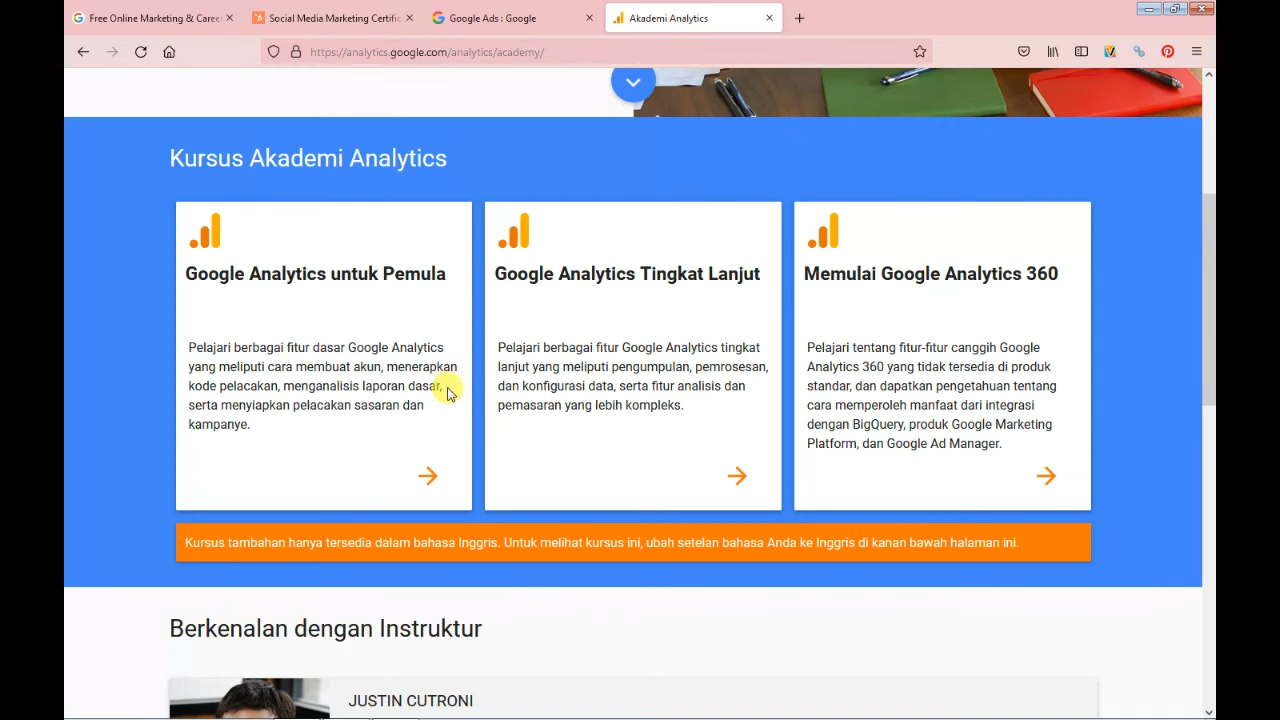 Free Online Marketing & Career
Social Media Marketing Certific
Google Ads : Google
Akademi Analytics
https://analytics.google.com/analytics/academy/
Kursus Akademi Analytics
Google Analytics untuk Pemula
Pelajari berbagai fitur dasar Google Analytics
yang meliputi cara membuat akun, menerapkan
kode pelacakan, menganalisis laporan dasar,
serta menyiapkan pelacakan sasaran dan
kampanye.
Google Analytics Tingkat Lanjut
Pelajari berbagai fitur Google Analytics tingkat
lanjut yang meliputi pengumpulan, pemrosesan,
dan konfigurasi data, serta fitur analisis dan
pemasaran yang lebih kompleks.
Memulai Google Analytics 360
Pelajari tentang fitur-fitur canggih Google
Analytics 360 yang tidak tersedia di produk
standar, dan dapatkan pengetahuan tentang
cara memperoleh manfaat dari integrasi
dengan BigQuery, produk Google Marketing
Platform, dan Google Ad Manager.
Kursus tambahan hanya tersedia dalam bahasa Inggris. Untuk melihat kursus ini, ubah setelan bahasa Anda ke Inggris di kanan bawah halaman ini.
Berkenalan dengan Instruktur
JUSTIN CUTRONI